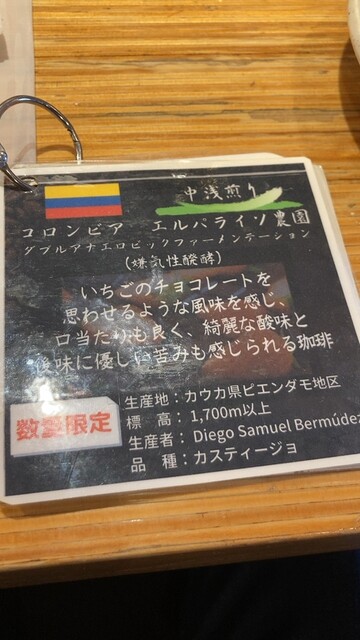 中浅煎り
コロンビア エルパライソ農園
ダブルアナエロビックファーメンテーション
(嫌気性醗酵)
いちごのチョコレートを
思わせるような風味を感じ、
口当たりも良く、綺麗な酸味と
後味に優しい苦みも感じられる珈琲
数量限定
生産地：カウカ県ピエンダモ地区
標　高：1,700m以上
生産者：Diego Samuel Bermúdez
品　種：カスティージョ